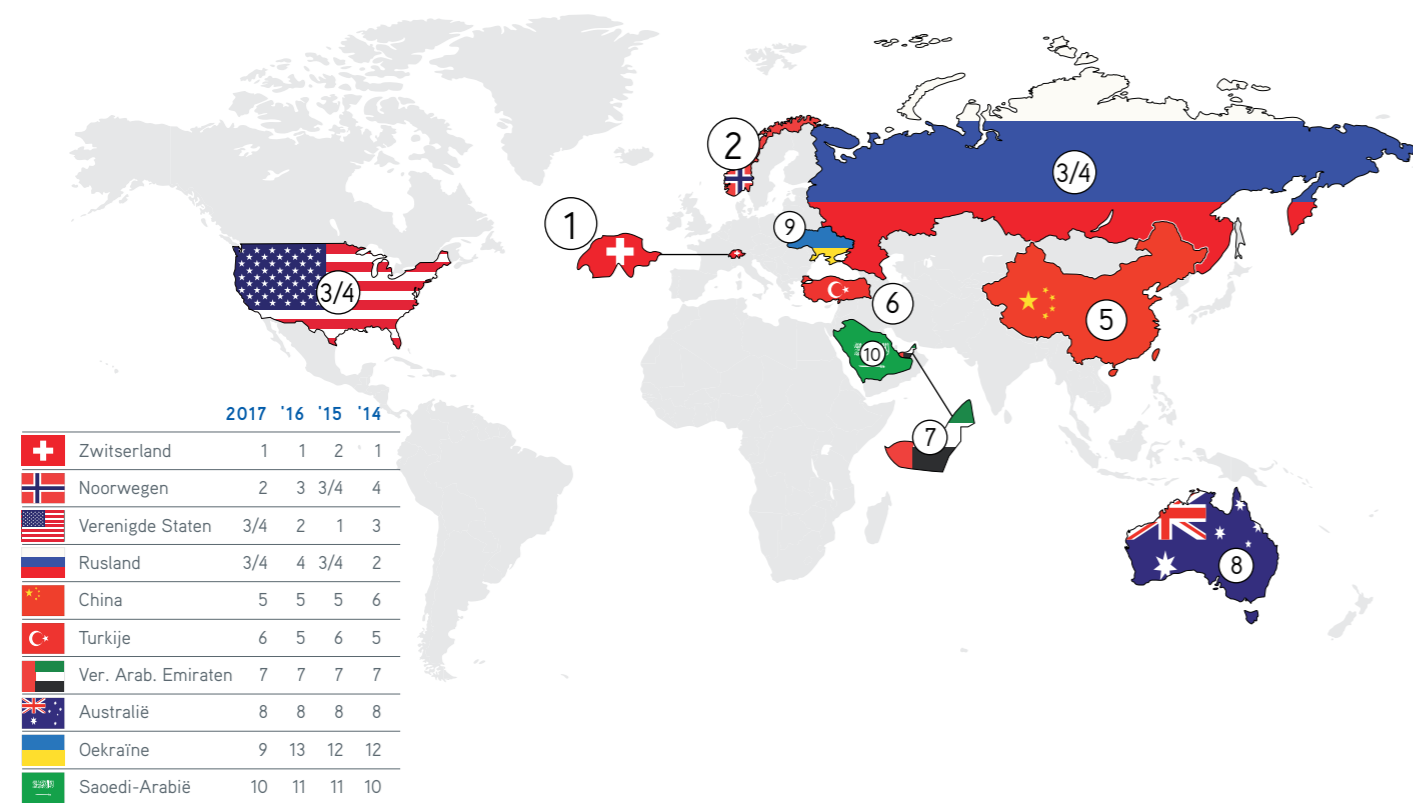 1
2
3/4
9
3/4
6
5
10
7
8
2017 '16 '15 '14
Zwitserland 1 1 2 1
Noorwegen 2 3 3/4 4
Verenigde Staten 3/4 2 1 3
Rusland 3/4 4 3/4 2
China 5 5 5 6
Turkije 6 5 6 5
Ver. Arab. Emiraten 7 7 7 7
Australië 8 8 8 8
Oekraïne 9 13 12 12
Saoedi-Arabië 10 11 11 10